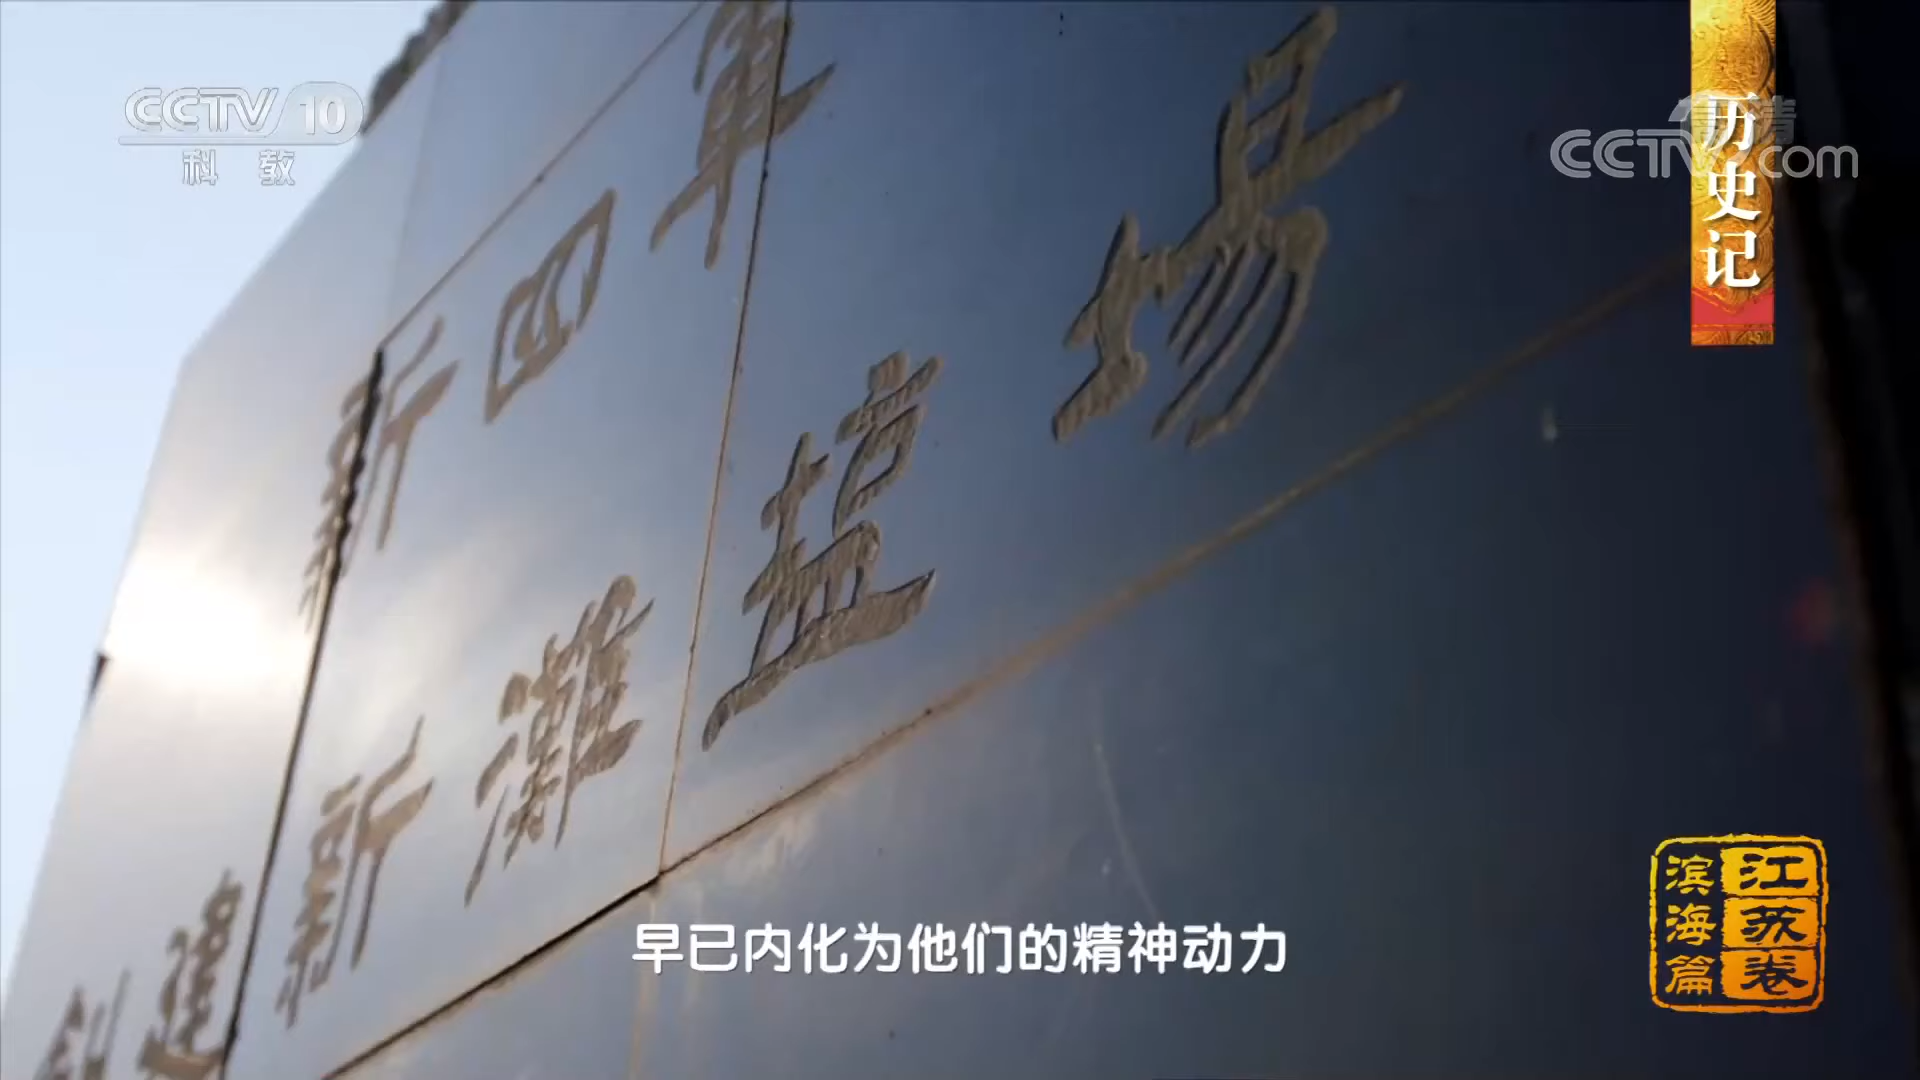 CCTV 10
科 教
高清
CCTV.com
历史记
新四军
创建新滩盐场
早已内化为他们的精神动力
江苏卷
滨海篇